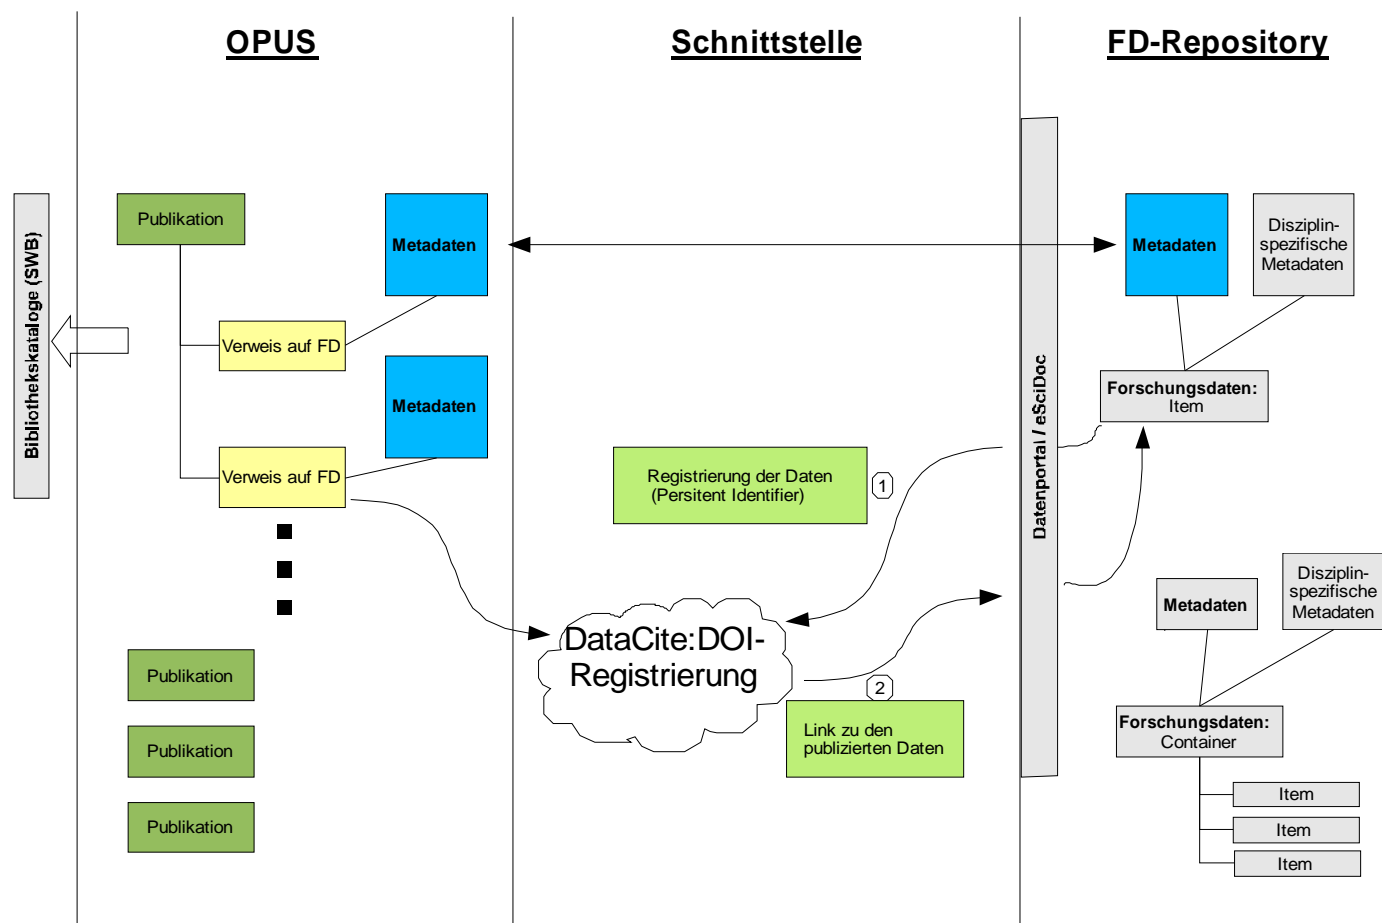 OPUS
Schnittstelle
FD-Repository
Bibliothekskataloge (SWB)
Publikation
Metadaten
Verweis auf FD
Metadaten
Verweis auf FD
Publikation
Publikation
Publikation
Registrierung der Daten
(Persitent Identifier)
1
DataCite:DOI-
Registrierung
2
Link zu den
publizierten Daten
Datenportal / eSciDoc
Metadaten
Disziplin-
spezifische
Metadaten
Forschungsdaten:
Item
Metadaten
Disziplin-
spezifische
Metadaten
Forschungsdaten:
Container
Item
Item
Item